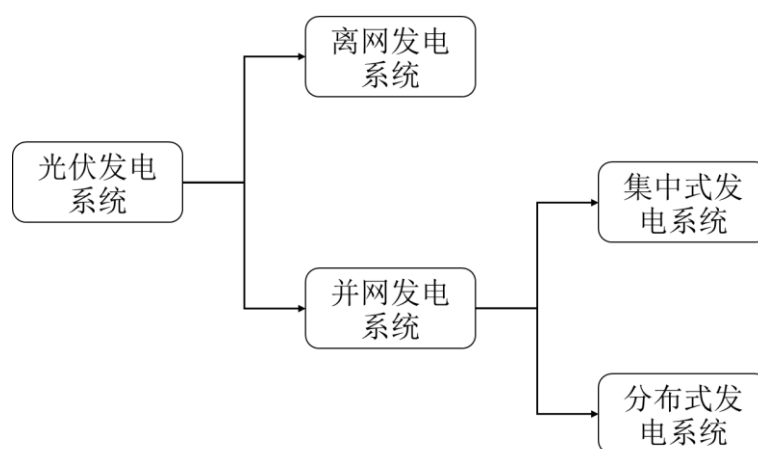 离网发电
系统
光伏发电
系统
集中式发
电系统
并网发电
系统
分布式发
电系统